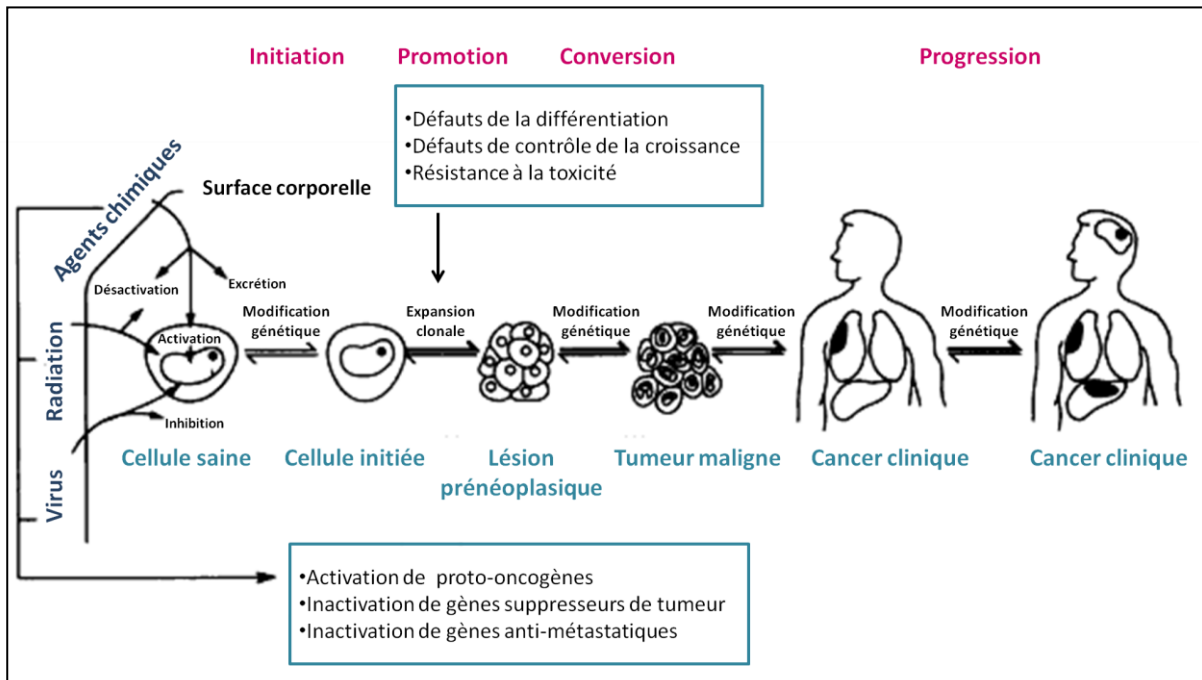 Initiation
Promotion
Conversion
Progression
•Défauts de la différentiation
•Défauts de contrôle de la croissance
•Résistance à la toxicité
Agents chimiques
Surface corporelle
Désactivation
Excrétion
Radiation
Activation
Inhibition
Virus
Modification
génétique
Expansion
clonale
Modification
génétique
Modification
génétique
Modification
génétique
Cellule saine
Cellule initiée
Lésion
prénéoplasique
Tumeur maligne
Cancer clinique
Cancer clinique
•Activation de proto-oncogènes
•Inactivation de gènes suppresseurs de tumeur
•Inactivation de gènes anti-métastatiques